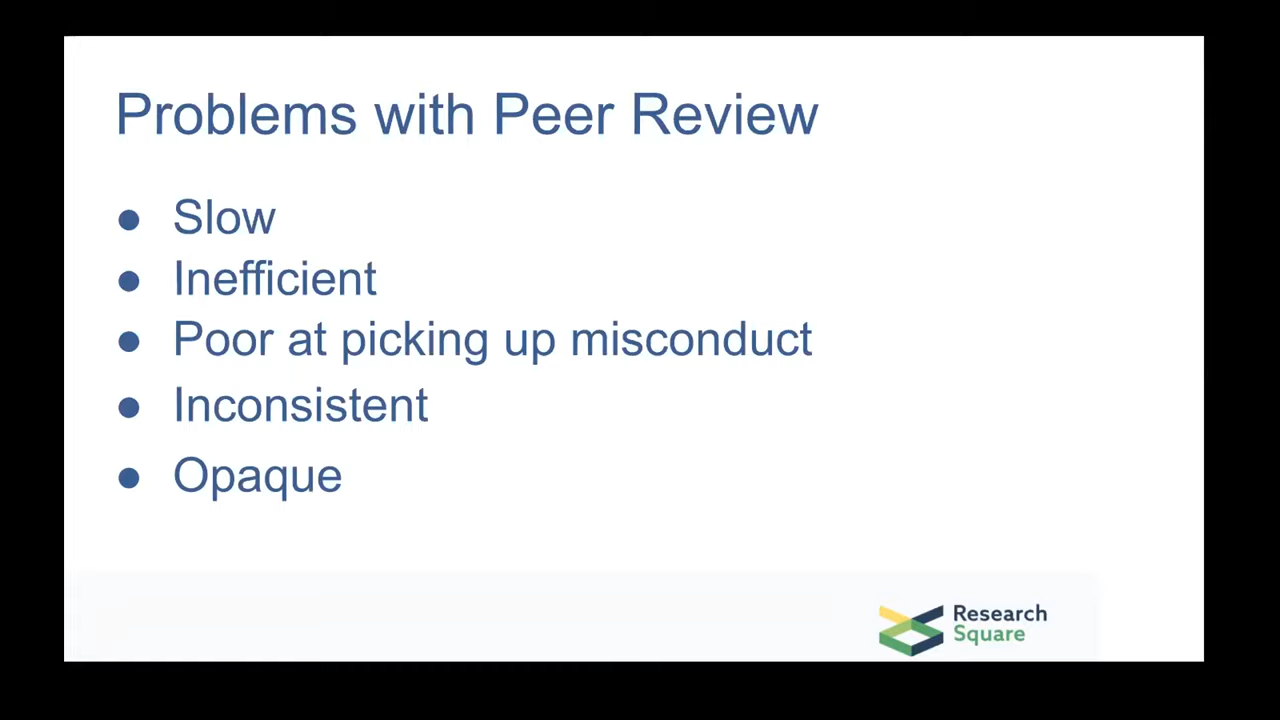 Problems with Peer Review
● Slow
● Inefficient
● Poor at picking up misconduct
● Inconsistent
● Opaque
Research
Square